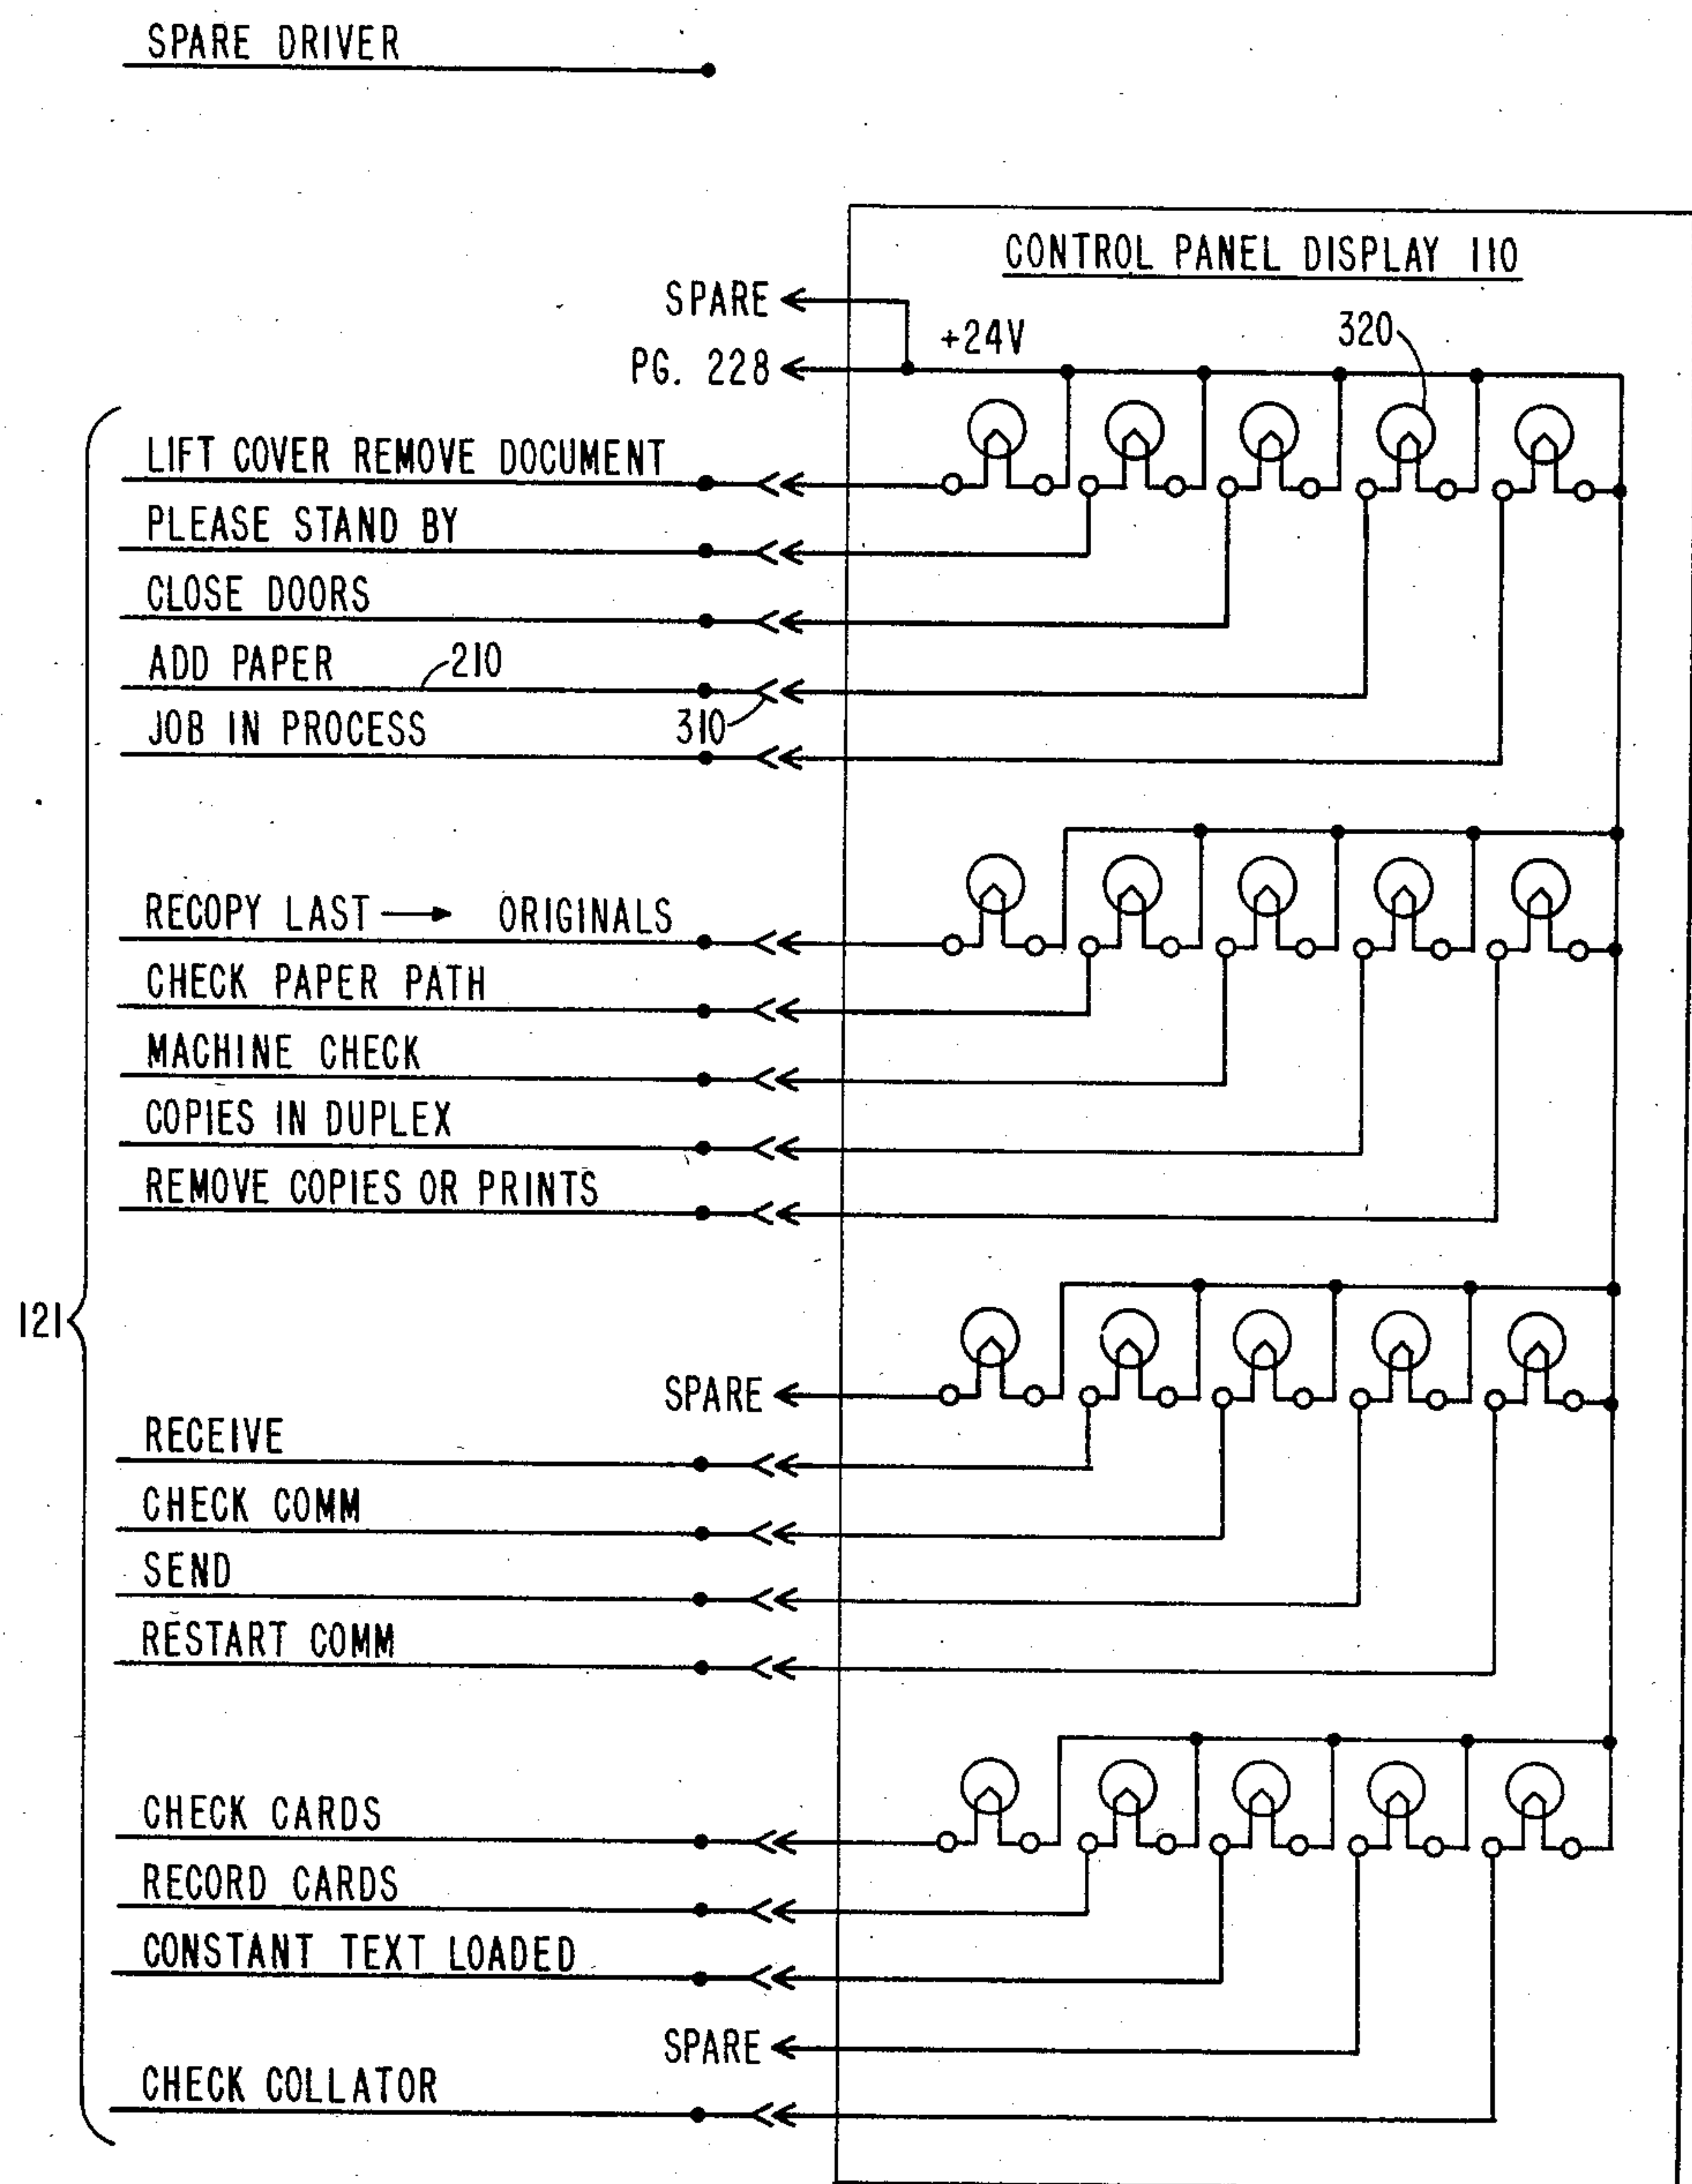 SPARE DRIVER
CONTROL PANEL DISPLAY 110
SPARE
+24V
320
PG. 228
LIFT COVER REMOVE DOCUMENT
PLEASE STAND BY
CLOSE DOORS
ADD PAPER
210
310
JOB IN PROCESS
RECOPY LAST → ORIGINALS
CHECK PAPER PATH
MACHINE CHECK
COPIES IN DUPLEX
REMOVE COPIES OR PRINTS
121
SPARE
RECEIVE
CHECK COMM
SEND
RESTART COMM
CHECK CARDS
RECORD CARDS
CONSTANT TEXT LOADED
SPARE
CHECK COLLATOR